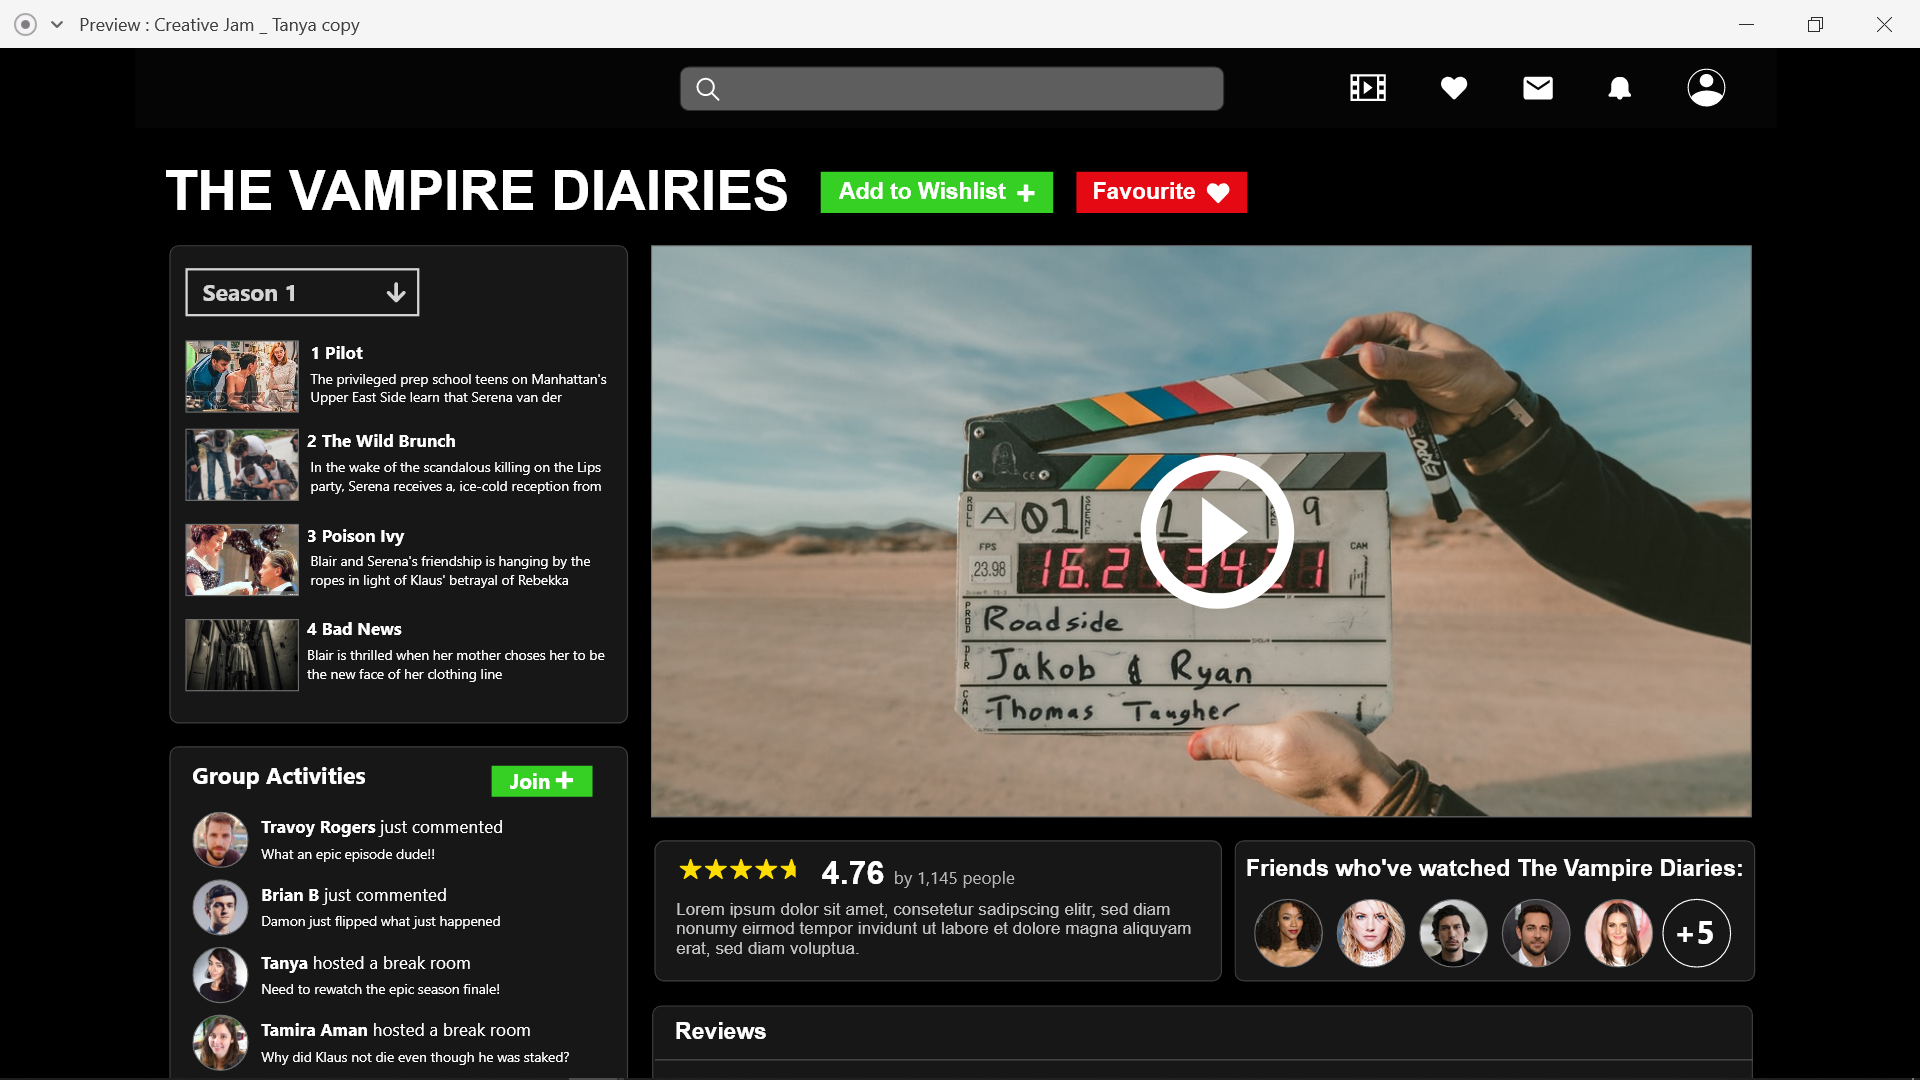 Preview : Creative Jam _ Tanya copy
THE VAMPIRE DIAIRIES
Add to Wishlist +
Favourite
Season 1
1 Pilot
The privileged prep school teens on Manhattan's
Upper East Side learn that Serena van der
2 The Wild Brunch
In the wake of the scandalous killing on the Lips
party, Serena receives a, ice-cold reception from
3 Poison Ivy
Blair and Serena's friendship is hanging by the
ropes in light of Klaus' betrayal of Rebekka
4 Bad News
Blair is thrilled when her mother choses her to be
the new face of her clothing line
EXPO
ROLL
A 01
SCENE
1
9
FPS
23.98
CAM
PROD
Roadside
DIR
Jakob & Ryan
CAM
Thomas Taugher
Group Activities
Join +
Travoy Rogers just commented
What an epic episode dude!!
Brian B just commented
Damon just flipped what just happened
Tanya hosted a break room
Need to rewatch the epic season finale!
Tamira Aman hosted a break room
Why did Klaus not die even though he was staked?
4.76 by 1,145 people
Lorem ipsum dolor sit amet, consetetur sadipscing elitr, sed diam
nonumy eirmod tempor invidunt ut labore et dolore magna aliquyam
erat, sed diam voluptua.
Friends who've watched The Vampire Diaries:
+5
Reviews